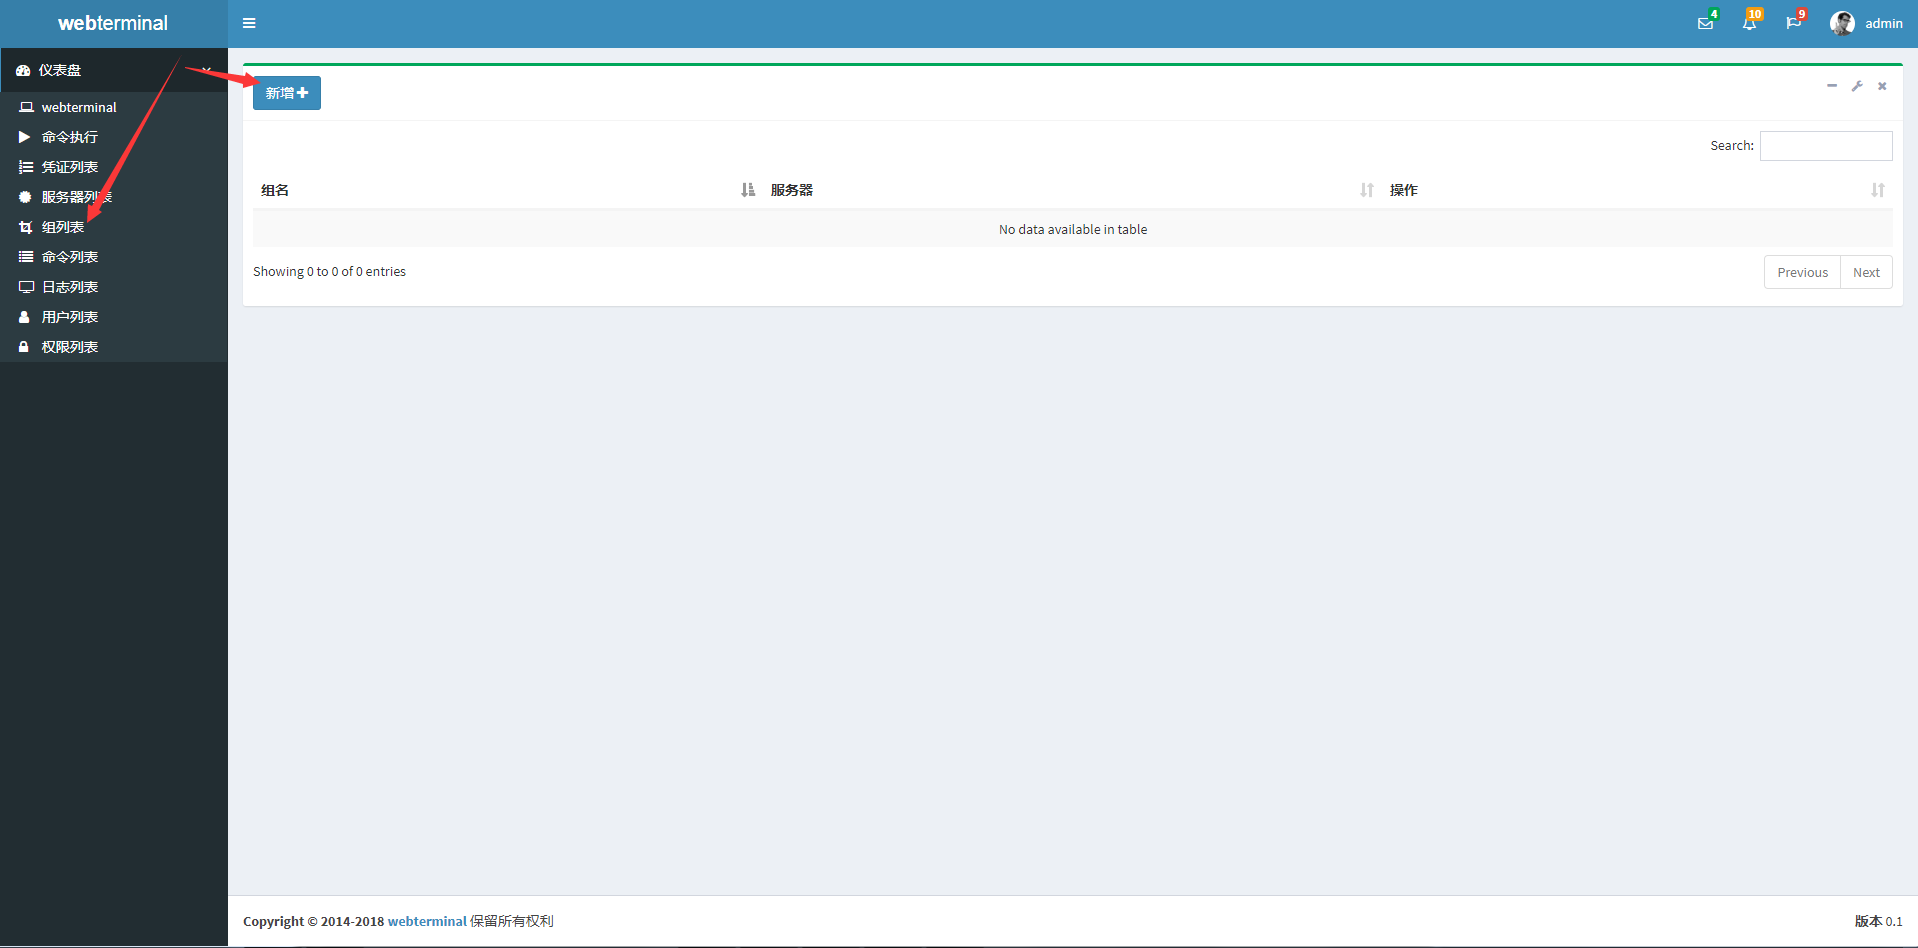 webterminal
4
10
9
admin
仪表盘
webterminal
命令执行
凭证列表
服务器列表
组列表
命令列表
日志列表
用户列表
权限列表
新增
Search:
组名 服务器 操作
No data available in table
Showing 0 to 0 of 0 entries
Previous Next
Copyright © 2014-2018 webterminal 保留所有权利
版本 0.1